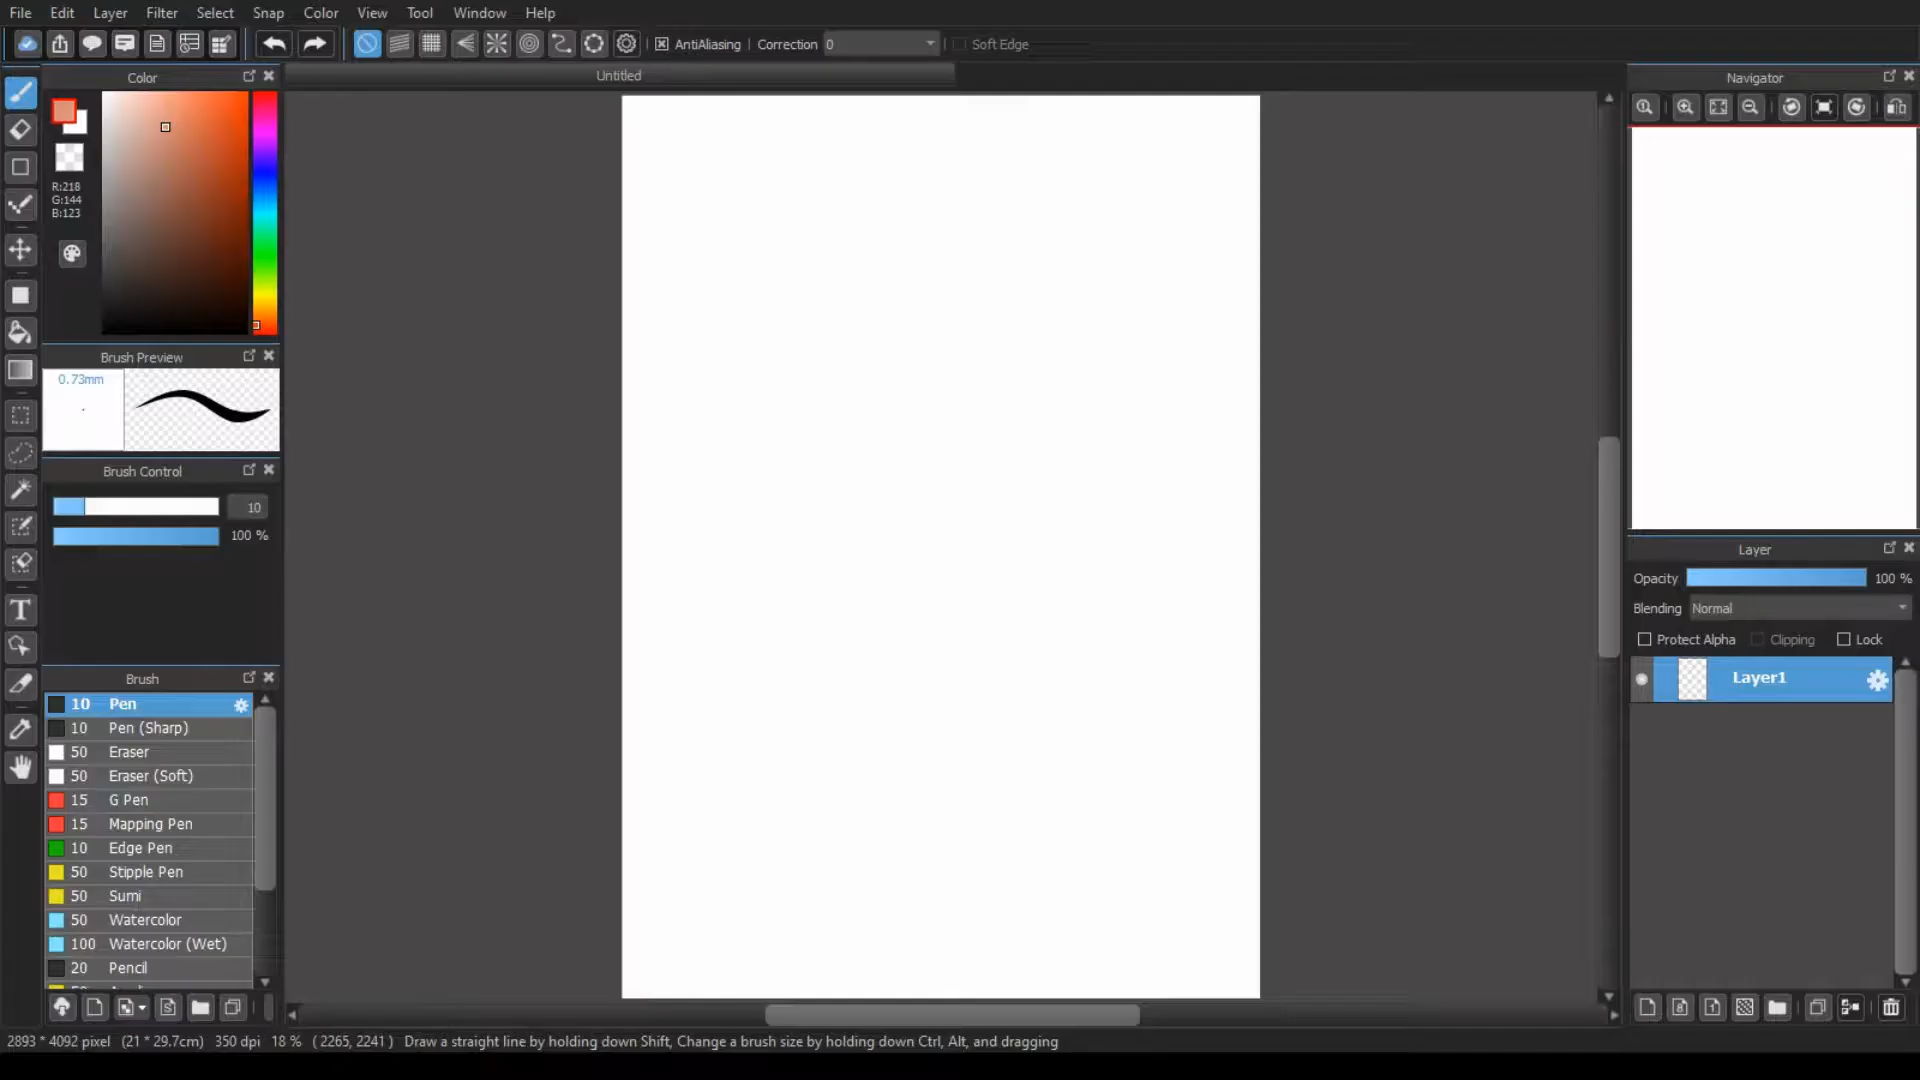 File Edit Layer Filter Select Snap Color View Tool Window Help
AntiAliasing Correction 0 Soft Edge
Color
Untitled
Navigator
R:218
G:144
B:123
Brush Preview
0.73mm
Brush Control
10
100 %
Brush
10 Pen
10 Pen (Sharp)
50 Eraser
50 Eraser (Soft)
15 G Pen
15 Mapping Pen
10 Edge Pen
50 Stipple Pen
50 Sumi
50 Watercolor
100 Watercolor (Wet)
20 Pencil
Layer
Opacity 100 %
Blending Normal
Protect Alpha Clipping Lock
Layer1
2893 * 4092 pixel (21 * 29.7cm) 350 dpi 18 % ( 2265, 2241 ) Draw a straight line by holding down Shift, Change a brush size by holding down Ctrl, Alt, and dragging